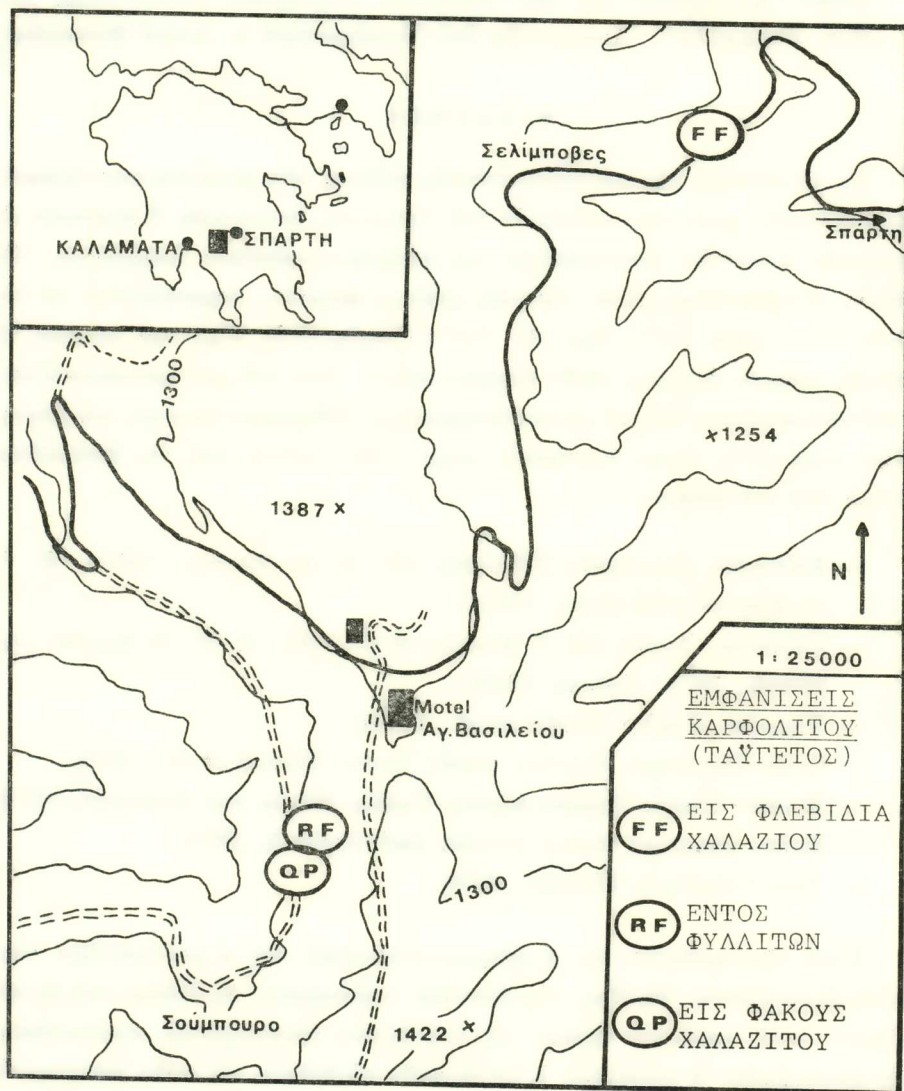 ΚΑΛΑΜΑΤΑ
ΣΠΑΡΤΗ
Σελίμποβες
F F
Σπάρτη
1300
x1254
1387 x
N
Motel
Ἁγ. Βασιλείου
R F
Q P
1300
Σούμπουρο
1422 x
1:25000
ΕΜΦΑΝΙΣΕΙΣ
ΚΑΡΦΟΛΙΤΟΥ
(ΤΑΫΓΕΤΟΣ)
F F ΕΙΣ ΦΛΕΒΙΔΙΑ
ΧΑΛΑΖΙΟΥ
R F ΕΝΤΟΣ
ΦΥΛΛΙΤΩΝ
Q P ΕΙΣ ΦΑΚΟΥΣ
ΧΑΛΑΖΙΤΟΥ